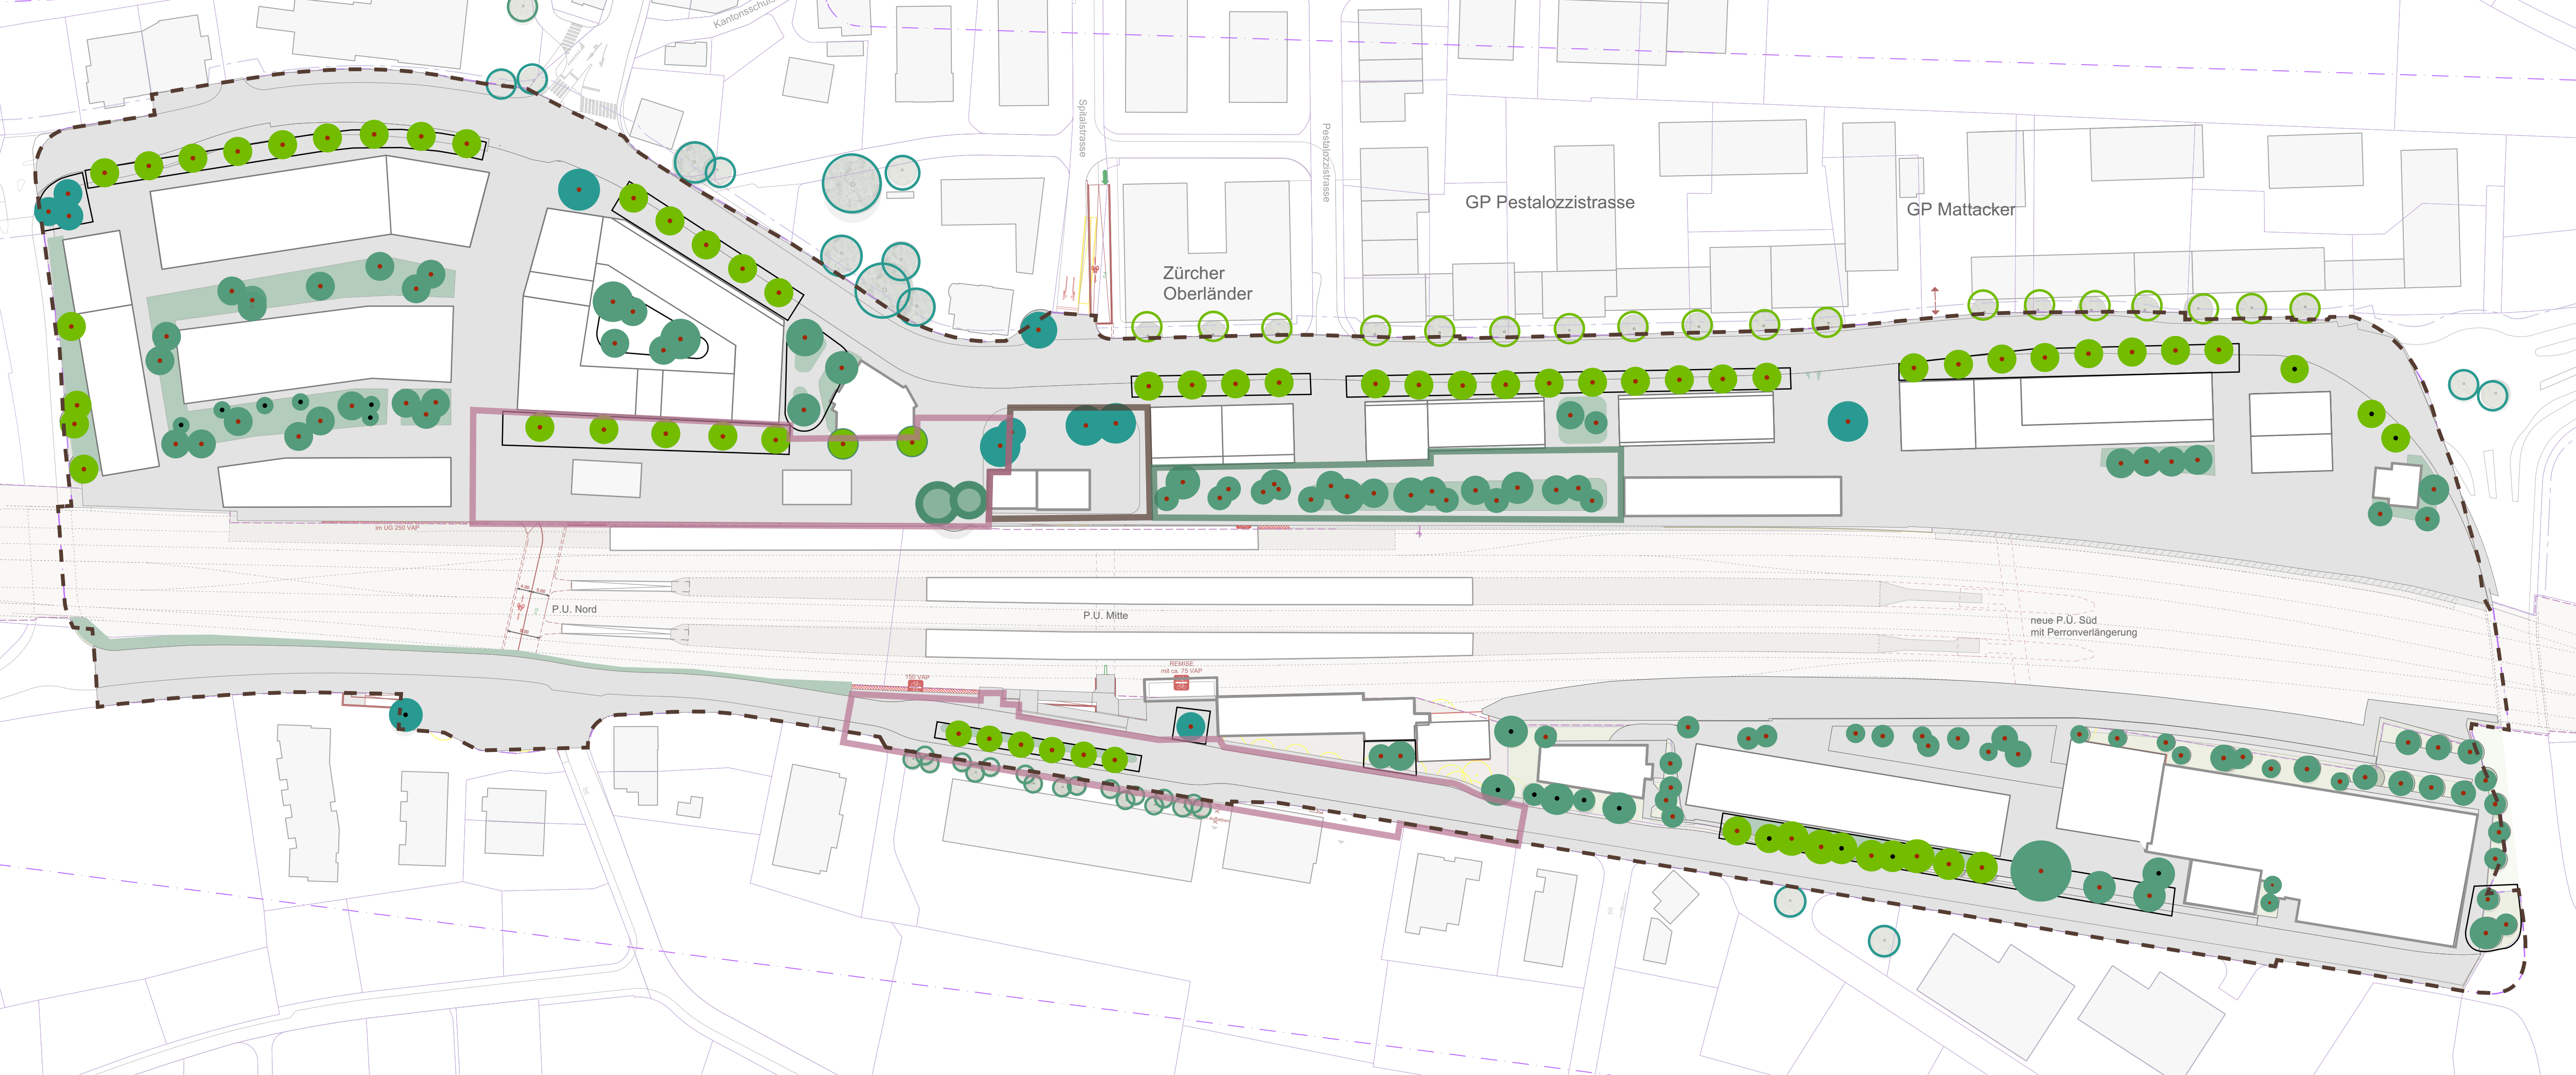 Kantonsschuls
Spitalstrasse
Pestalozzistrasse
GP Pestalozzistrasse
GP Mattacker
Zürcher
Oberländer
im UG 250 VAP
P.U. Nord
P.U. Mitte
neue P.Ü. Süd
mit Perronverlängerung
REMISE
mit ca. 75 VAP
150 VAP